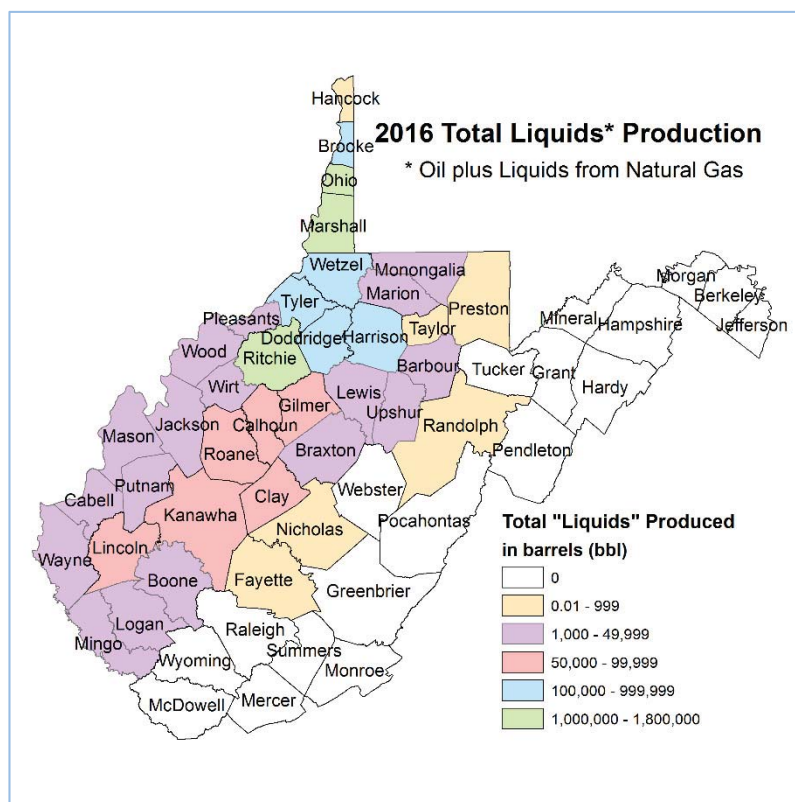 Hancock
2016 Total Liquids* Production
Brooke
* Oil plus Liquids from Natural Gas
Ohio
Marshall
Wetzel
Monongalia
Morgan
Marion
Berkeley
Tyler
Preston
Mineral
Hampshire
Jefferson
Pleasants
Taylor
Doddridge
Harrison
Wood
Ritchie
Barbour
Tucker
Grant
Wirt
Lewis
Hardy
Gilmer
Upshur
Jackson
Calhoun
Randolph
Mason
Roane
Braxton
Pendleton
Putnam
Webster
Cabell
Clay
Kanawha
Pocahontas
Nicholas
Lincoln
Wayne
Boone
Fayette
Greenbrier
Logan
Raleigh
Mingo
Summers
Wyoming
Monroe
McDowell
Mercer
Total "Liquids" Produced
in barrels (bbl)
0
0.01 - 999
1,000 - 49,999
50,000 - 99,999
100,000 - 999,999
1,000,000 - 1,800,000